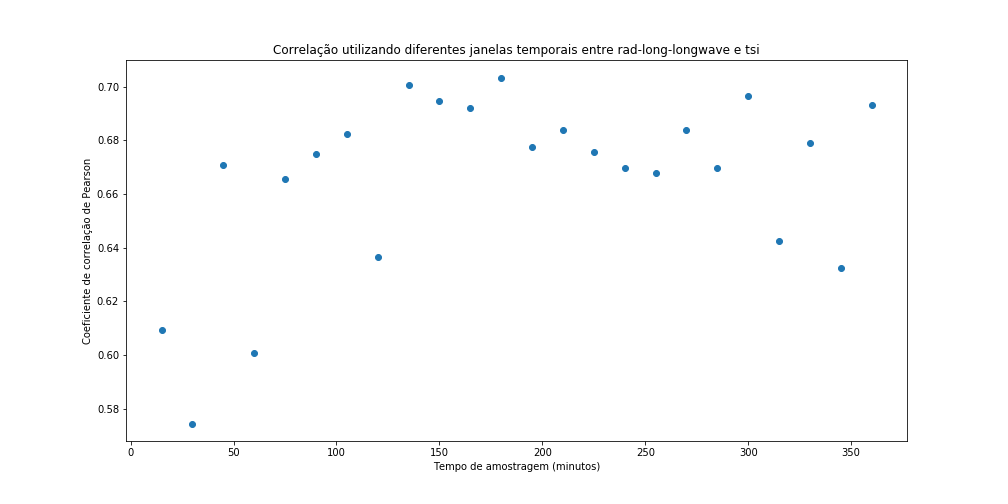 Correlação utilizando diferentes janelas temporais entre rad-long-longwave e tsi
Coeficiente de correlação de Pearson
0.70
0.68
0.66
0.64
0.62
0.60
0.58
0 50 100 150 200 250 300 350
Tempo de amostragem (minutos)